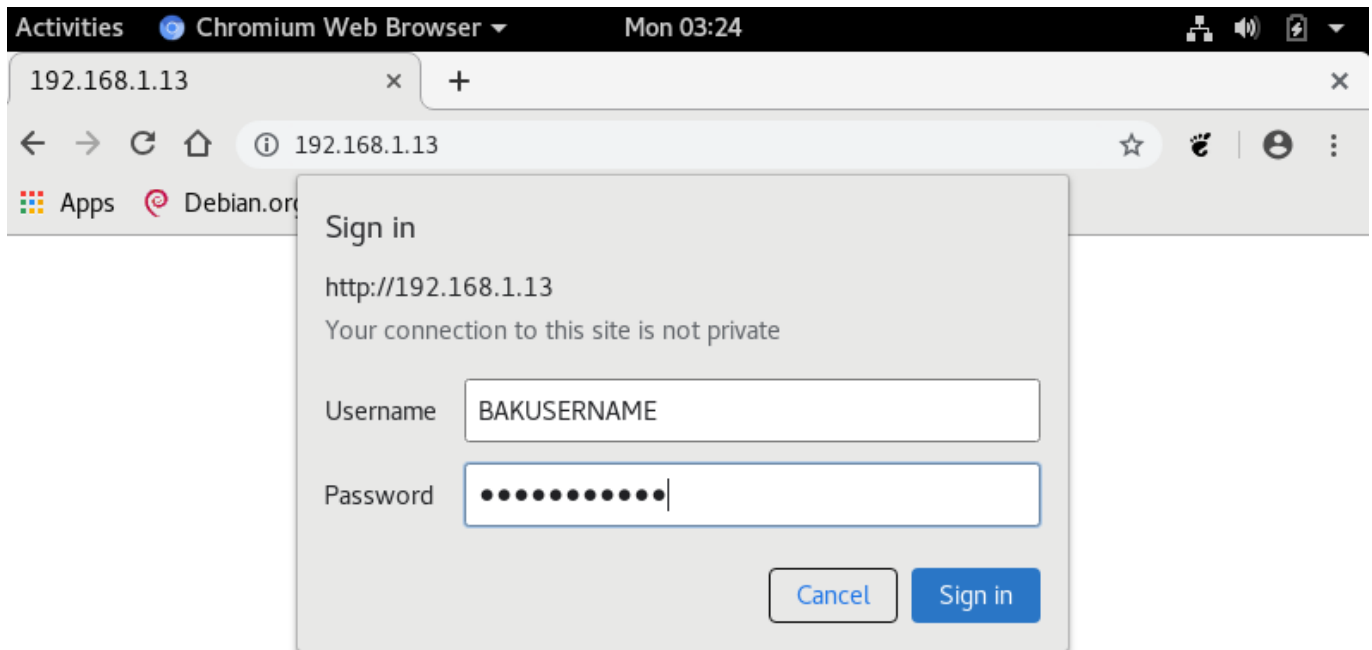 Activities Chromium Web Browser Mon 03:24
192.168.1.13
192.168.1.13
Apps Debian.org
Sign in
http://192.168.1.13
Your connection to this site is not private
Username BAKUSERNAME
Password
Cancel Sign in